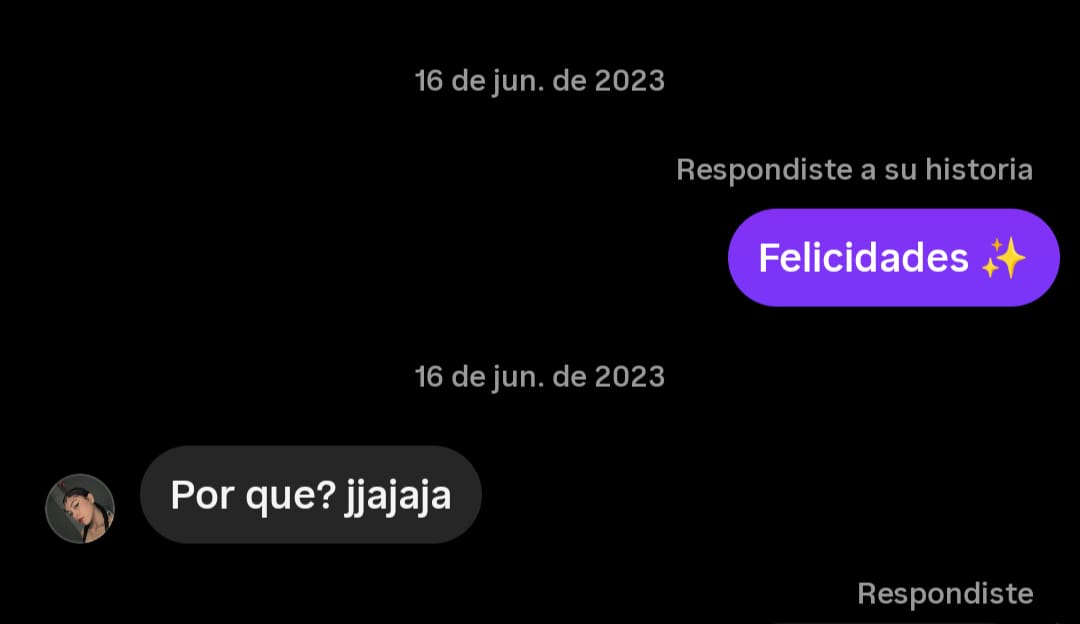 16 de jun. de 2023
Respondiste a su historia
Felicidades ✨
16 de jun. de 2023
Por que? jjajaja
Respondiste